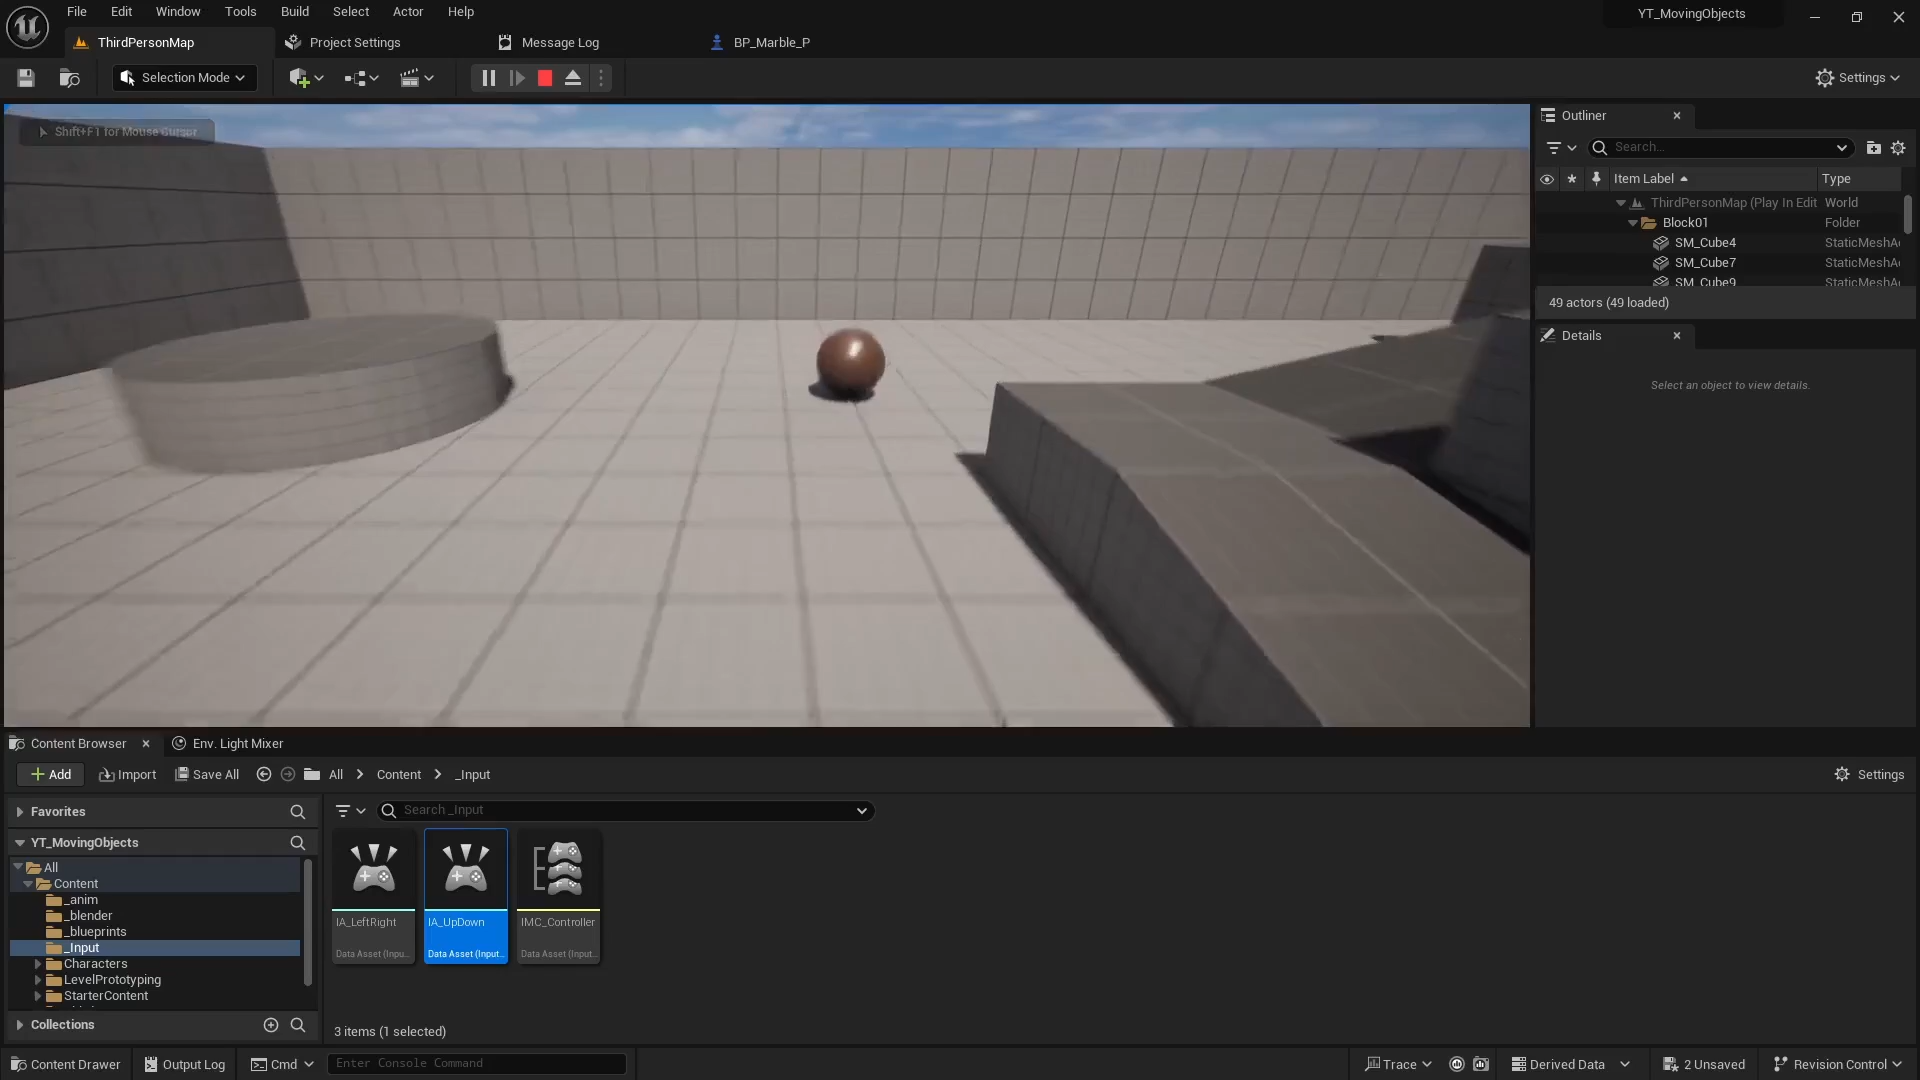 File Edit Window Tools Build Select Actor Help
YT_MovingObjects
ThirdPersonMap
Project Settings
Message Log
BP_Marble_P
Selection Mode
Settings
Shift+F1 for Mouse Cursor
Outliner
Search...
Item Label
Type
ThirdPersonMap (Play In Edit
World
Block01
Folder
SM_Cube4
StaticMeshA
SM_Cube7
StaticMeshA
SM_Cube9
StaticMeshA
49 actors (49 loaded)
Details
Select an object to view details.
Content Browser
Env. Light Mixer
Add
Import
Save All
All
Content
_Input
Settings
Favorites
Search _Input
YT_MovingObjects
All
Content
_anim
_blender
_blueprints
_Input
Characters
LevelPrototyping
StarterContent
Collections
IA_LeftRight
Data Asset (Inpu...
IA_UpDown
Data Asset (Input...
IMC_Controller
Data Asset (Input...
3 items (1 selected)
Content Drawer
Output Log
Cmd
Enter Console Command
Trace
Derived Data
2 Unsaved
Revision Control